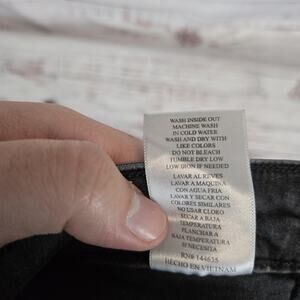 WASH INSIDE OUT
MACHINE WASH
IN COLD WATER
WASH AND DRY WITH
LIKE COLORS
DO NOT BLEACH
TUMBLE DRY LOW
LOW IRON IF NEEDED
LAVAR AL REVES
LAVAR A MAQUINA
CON AGUA FRIA
LAVAR Y SECAR CON
COLORES SIMILARES
NO USAR CLORO
SECAR A BAJA
TEMPERATURA
PLANCHAR A
BAJA TEMPERATURA
SI NECESITA
RN# 144635
HECHO EN VIETNAM